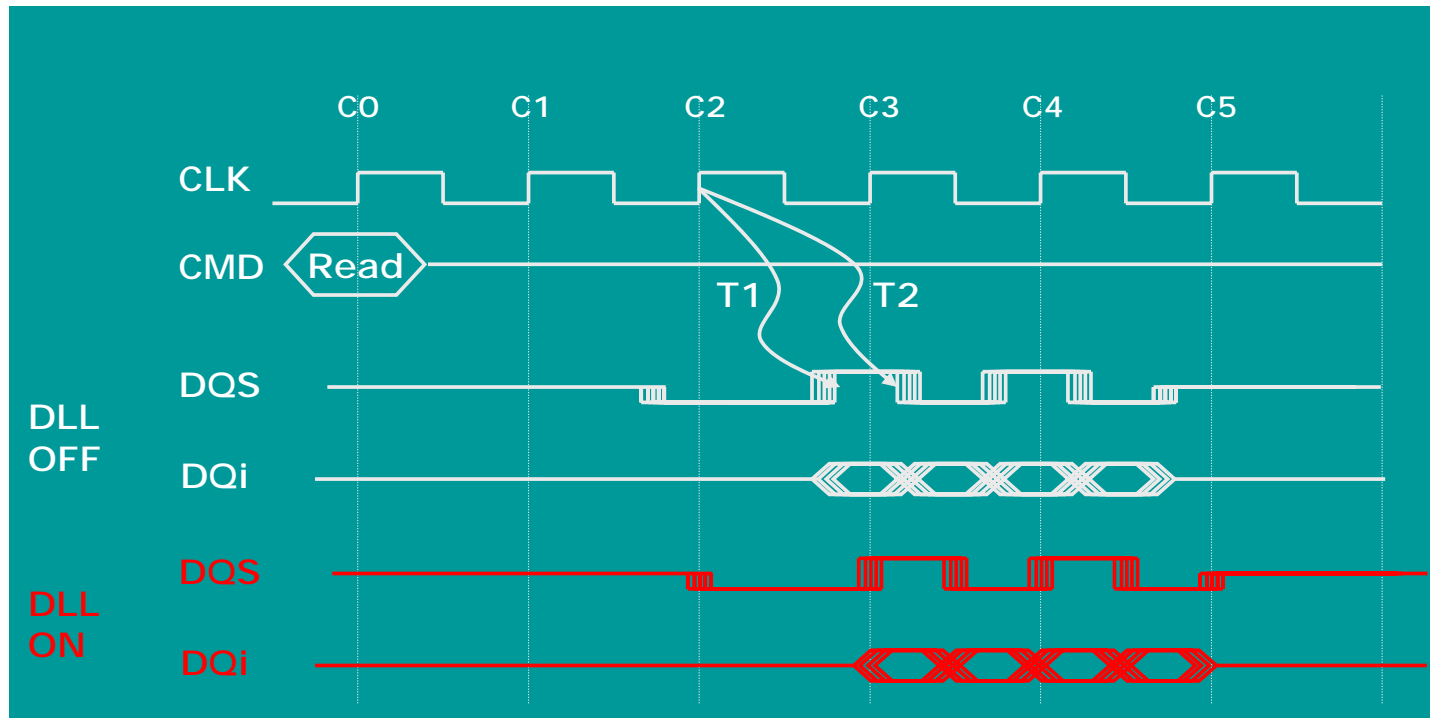 C0 C1 C2 C3 C4 C5
CLK
CMD Read
T1 T2
DQS
DLL
OFF
DQi
DQS
DLL
ON
DQi